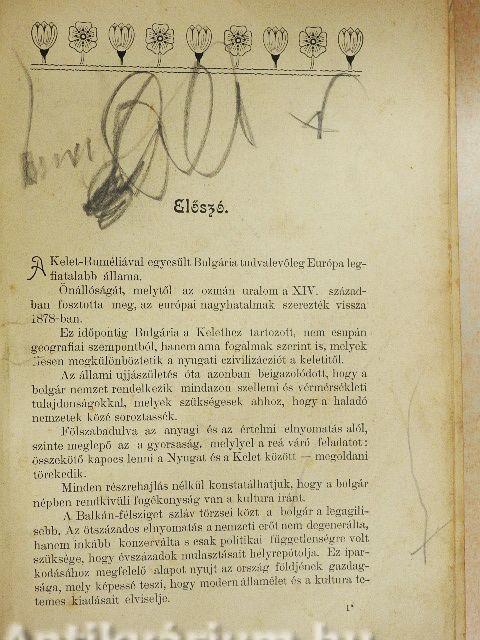 Előszó.
A Kelet-Ruméliával egyesült Bulgária tudvalevőleg Európa leg-
fiatalabb állama.
Önállóságát, melytől az ozmán uralom a XIV. század-
ban fosztotta meg, az európai nagyhatalmak szerezték vissza
1878-ban.
Ez időpontig Bulgária a Kelethez tartozott, nem csupán
geografiai szempontból, hanem ama fogalmak szerint is, melyek
élesen megkülönböztetik a nyugati czivilizácziót a keletitől.
Az állami ujjászületés óta azonban beigazolódott, hogy a
bolgár nemzet rendelkezik mindazon szellemi és vérmérsékleti
tulajdonságokkal, melyek szükségesek ahhoz, hogy a haladó
nemzetek közé soroztassék.
Fölszabadulva az anyagi és az értelmi elnyomatás alól,
szinte meglepő az a gyorsaság, melylyel a reá váró feladatot:
összekötő kapocs lenni a Nyugat és a Kelet között — megoldani
törekedik.
Minden részrehajlás nélkül konstatálhatjuk, hogy a bolgár
népben rendkivüli fogékonyság van a kultura iránt.
A Balkán-félsziget szláv törzsei közt a bolgár a legagili-
sebb. Az ötszázados elnyomatás a nemzeti erőt nem degenerálta,
hanem inkább konzerválta s csak politikai függetlenségre volt
szüksége, hogy évszázadok mulasztásait helyrepótolja. Ez ipar-
kodásához megfelelő alapot nyujt az ország földjének gazdag-
sága, mely képessé teszi, hogy modern államélet és a kultura te-
temes kiadásait elviselje.
1*
Antikvárium.hu